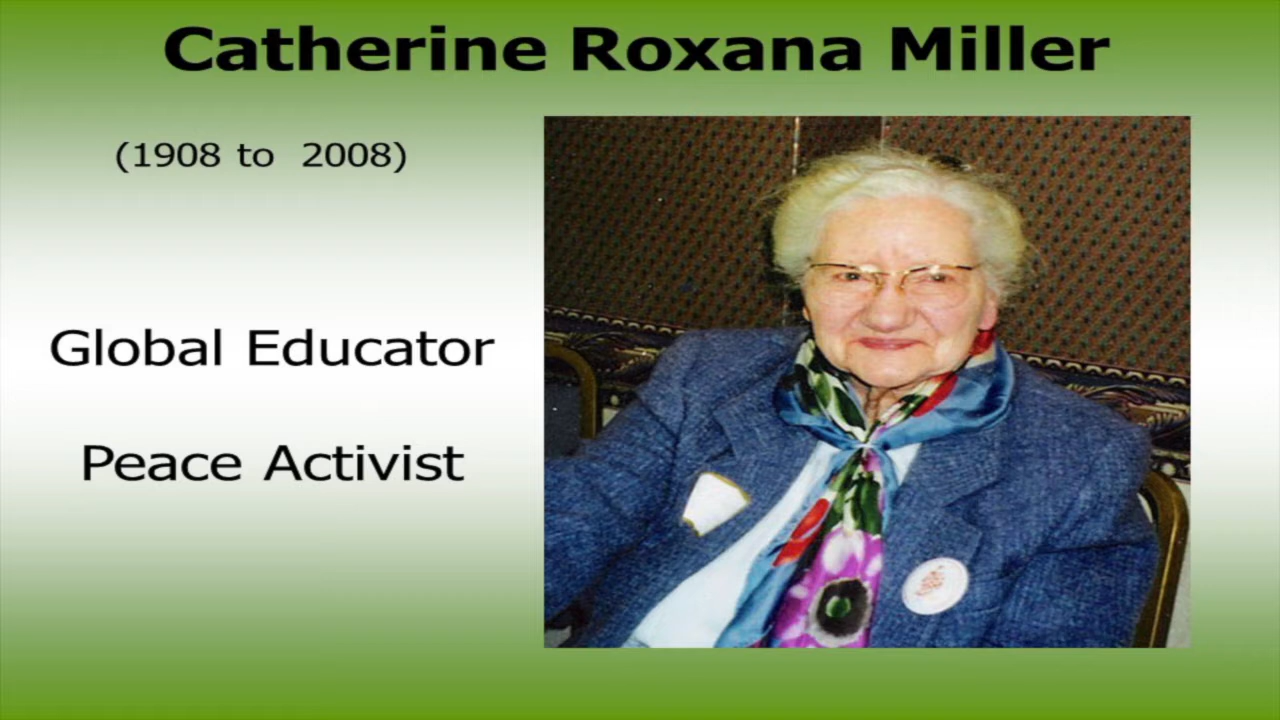 Catherine Roxana Miller
(1908 to 2008)
Global Educator
Peace Activist